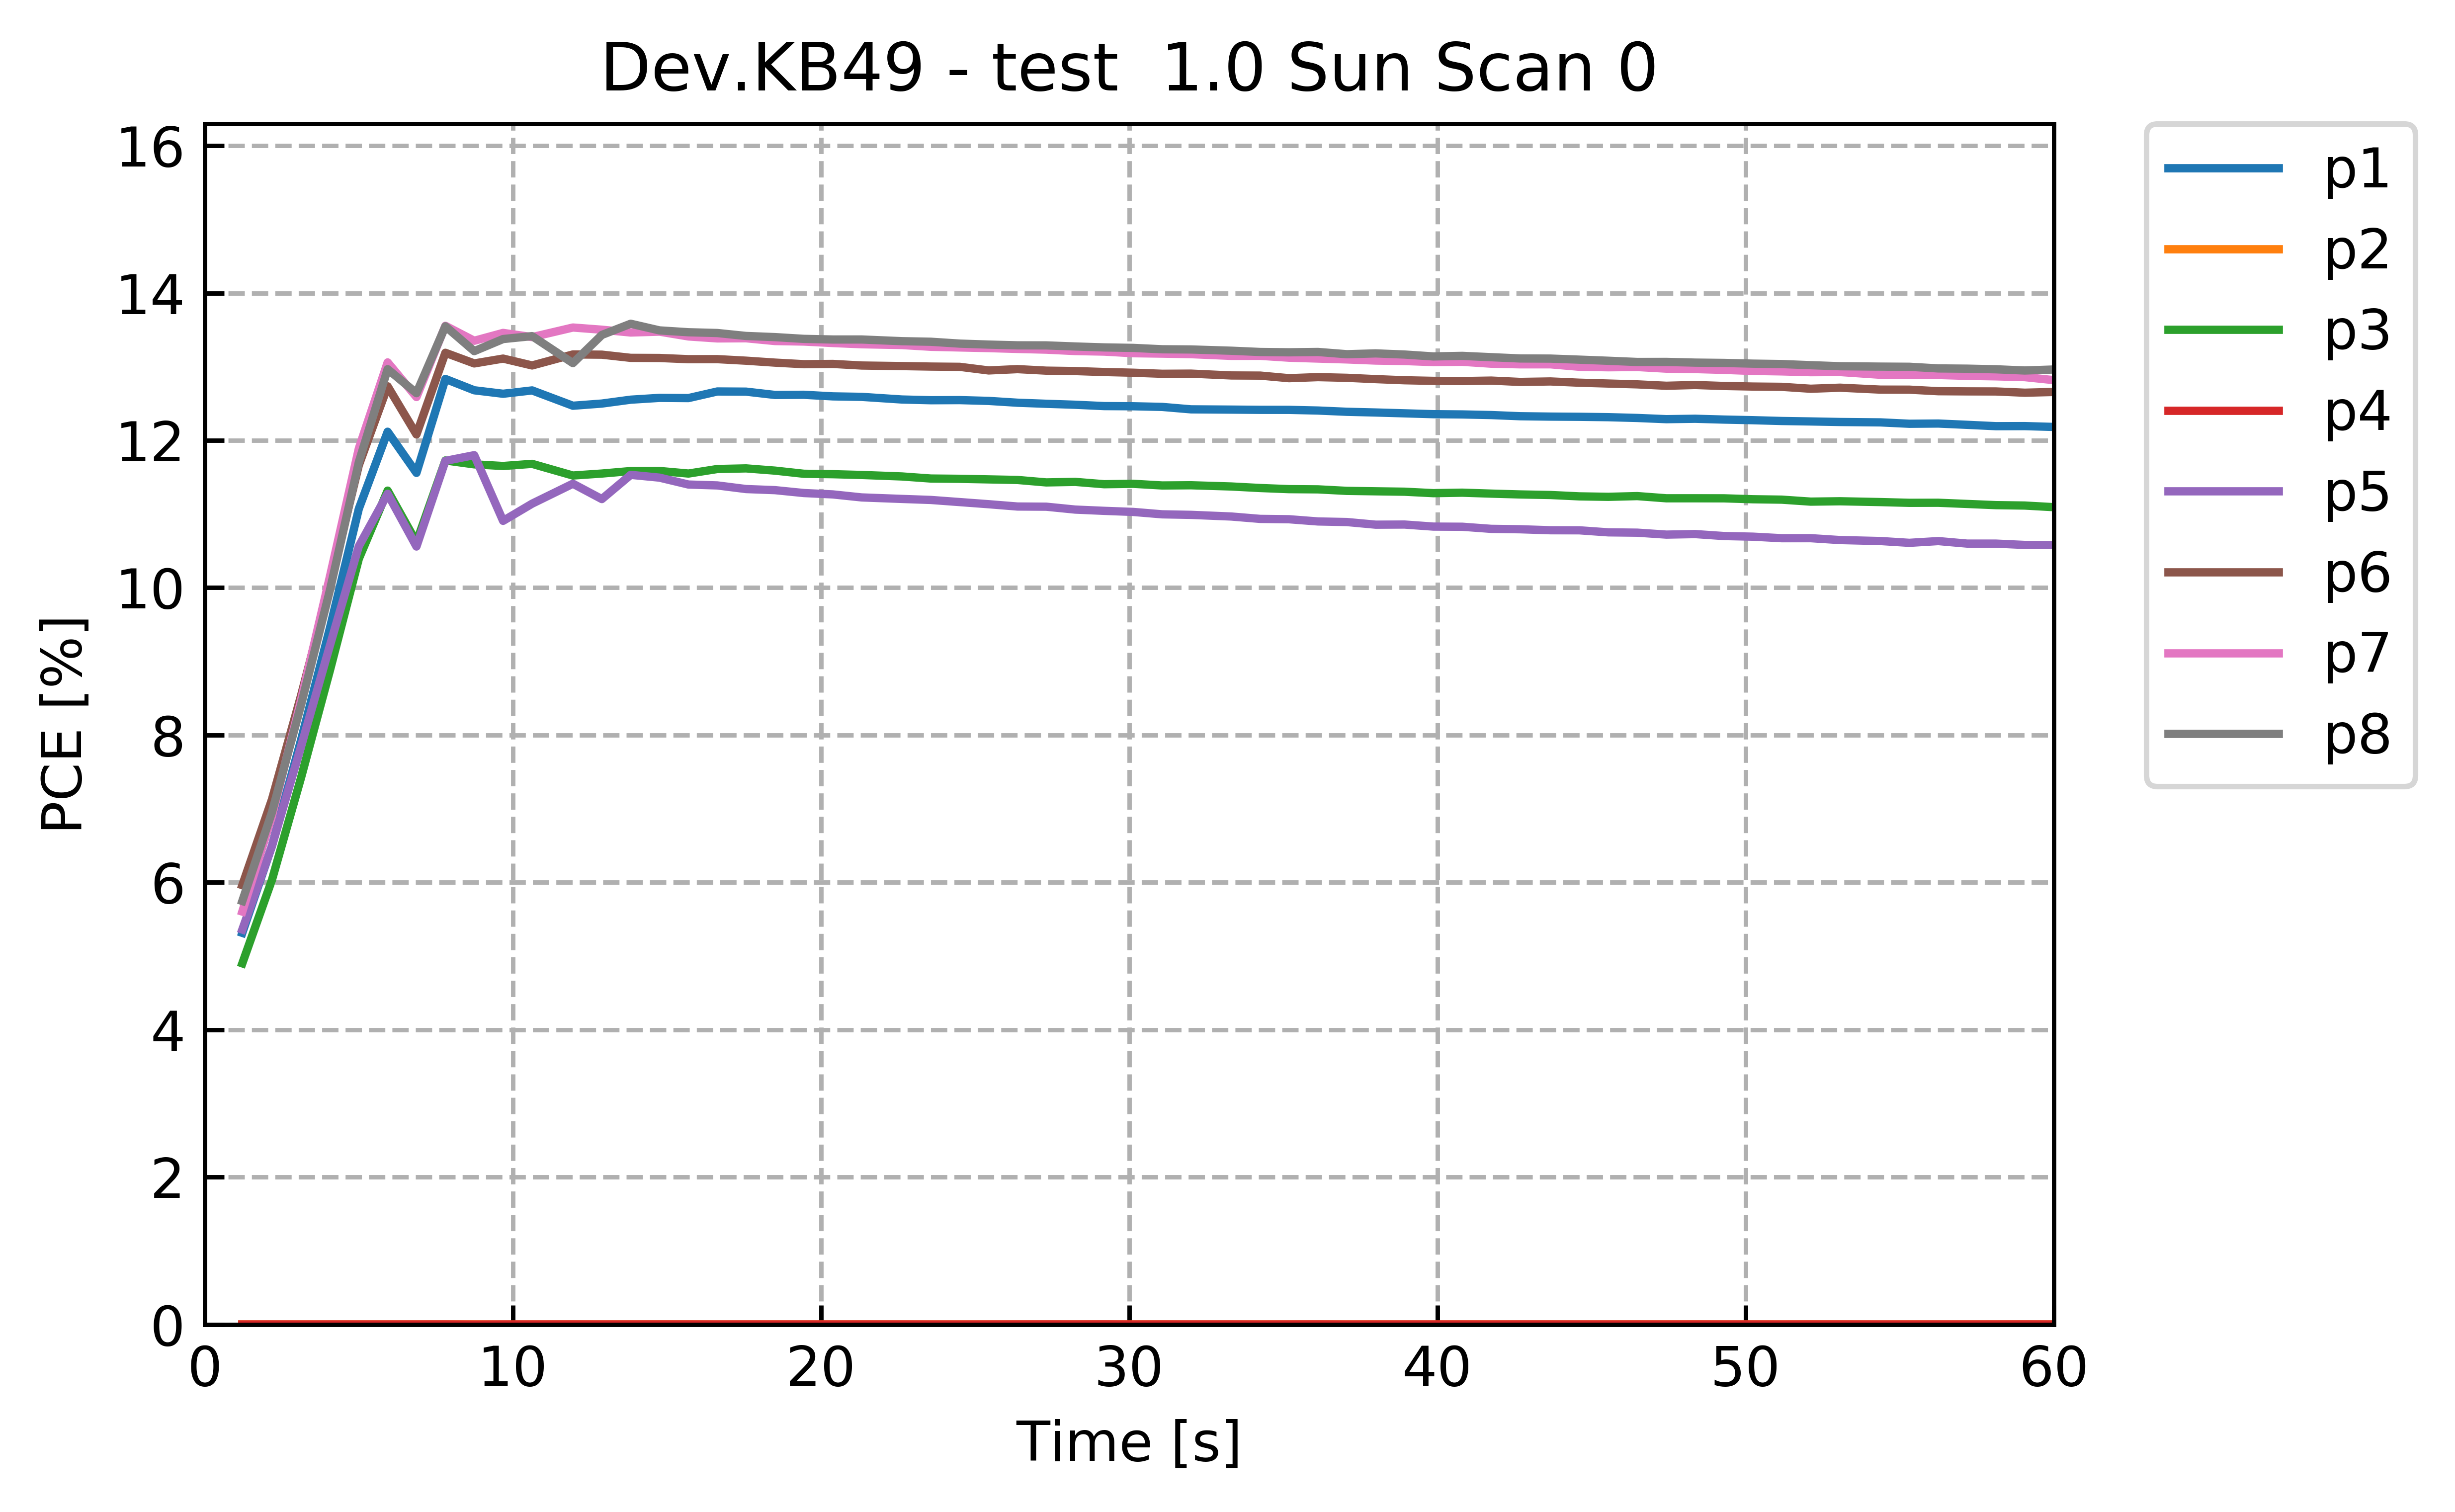 Dev.KB49 - test  1.0 Sun Scan 0
PCE [%]
16
14
12
10
8
6
4
2
0
0 10 20 30 40 50 60
Time [s]
p1
p2
p3
p4
p5
p6
p7
p8